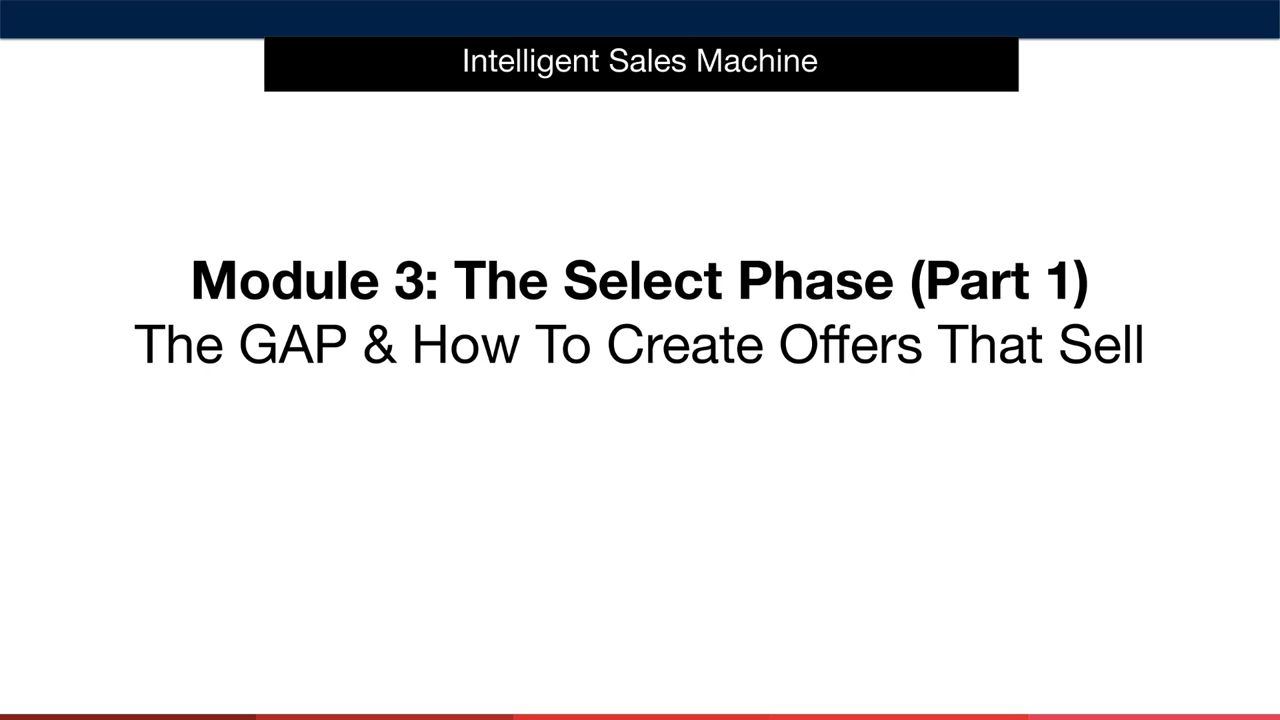 Intelligent Sales Machine
Module 3: The Select Phase (Part 1)
The GAP & How To Create Offers That Sell